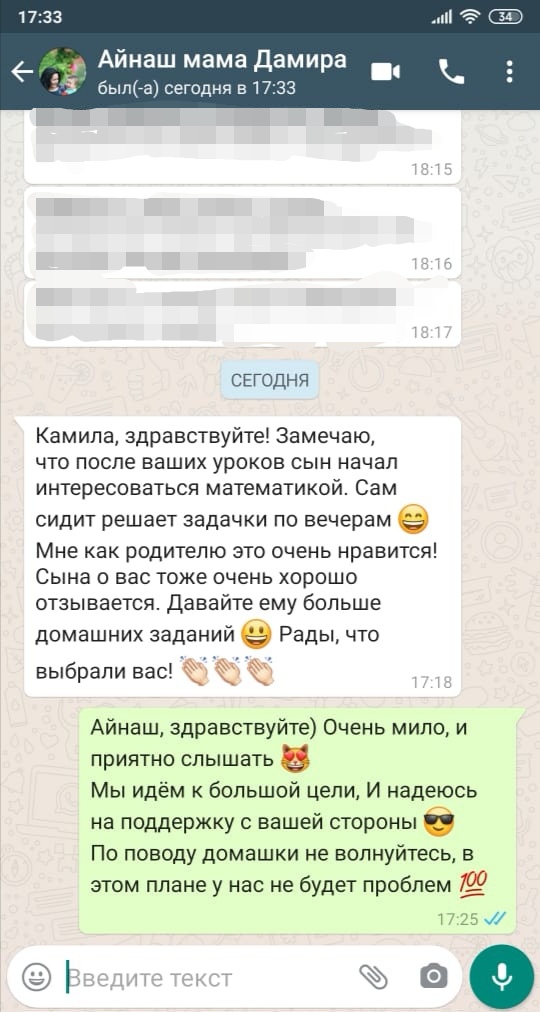 17:33
34
Айнаш мама Дамира
был(-а) сегодня в 17:33
18:15
18:16
18:17
СЕГОДНЯ
Камила, здравствуйте! Замечаю,
что после ваших уроков сын начал
интересоваться математикой. Сам
сидит решает задачки по вечерам 😄
Мне как родителю это очень нравится!
Сына о вас тоже очень хорошо
отзывается. Давайте ему больше
домашних заданий 😃 Рады, что
выбрали вас! 👏🏻👏🏻👏🏻
17:18
Айнаш, здравствуйте) Очень мило, и
приятно слышать 😻
Мы идём к большой цели, И надеюсь
на поддержку с вашей стороны 😎
По поводу домашки не волнуйтесь, в
этом плане у нас не будет проблем 💯
17:25
Введите текст